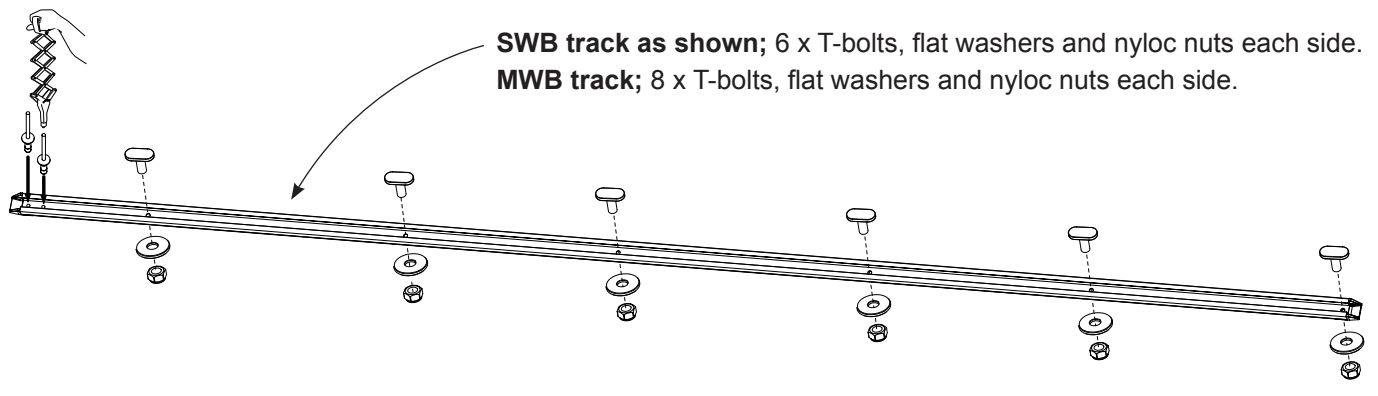 SWB track as shown; 6 x T-bolts, flat washers and nyloc nuts each side.
MWB track; 8 x T-bolts, flat washers and nyloc nuts each side.